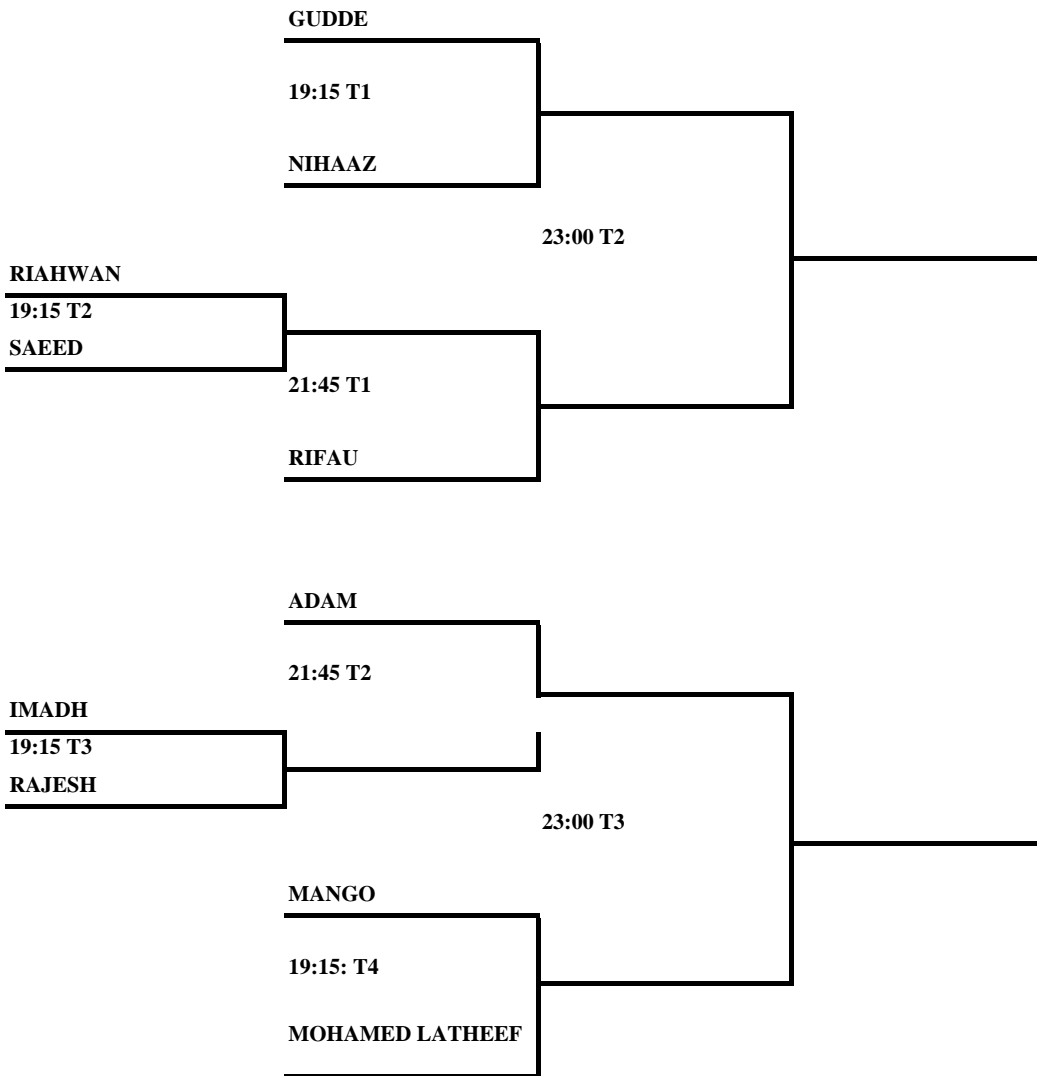 GUDDE
19:15 T1
NIHAAZ
23:00 T2
RIAHWAN
19:15 T2
SAEED
21:45 T1
RIFAU
ADAM
21:45 T2
IMADH
19:15 T3
RAJESH
23:00 T3
MANGO
19:15: T4
MOHAMED LATHEEF